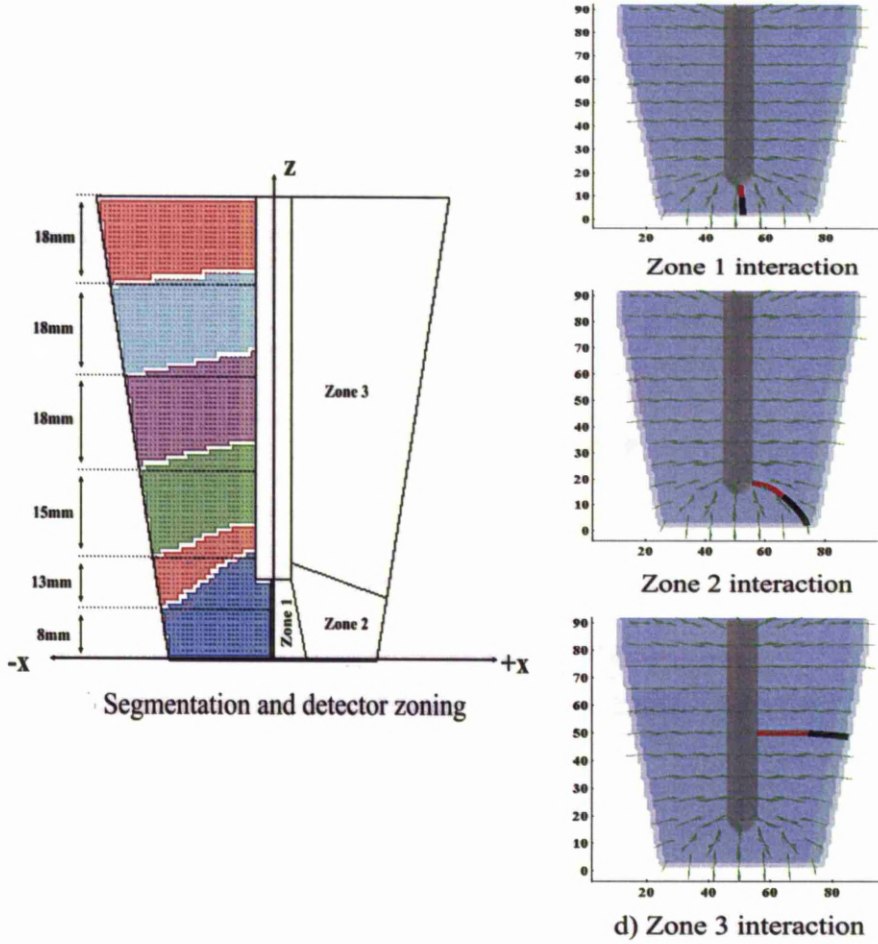 z
18mm
18mm
18mm
15mm
13mm
8mm
Zone 3
Zone 1
Zone 2
-x
+x
Segmentation and detector zoning
90
80
70
60
50
40
30
20
10
0
20 40 60 80
Zone 1 interaction
90
80
70
60
50
40
30
20
10
0
20 40 60 80
Zone 2 interaction
90
80
70
60
50
40
30
20
10
0
20 40 60 80
d) Zone 3 interaction